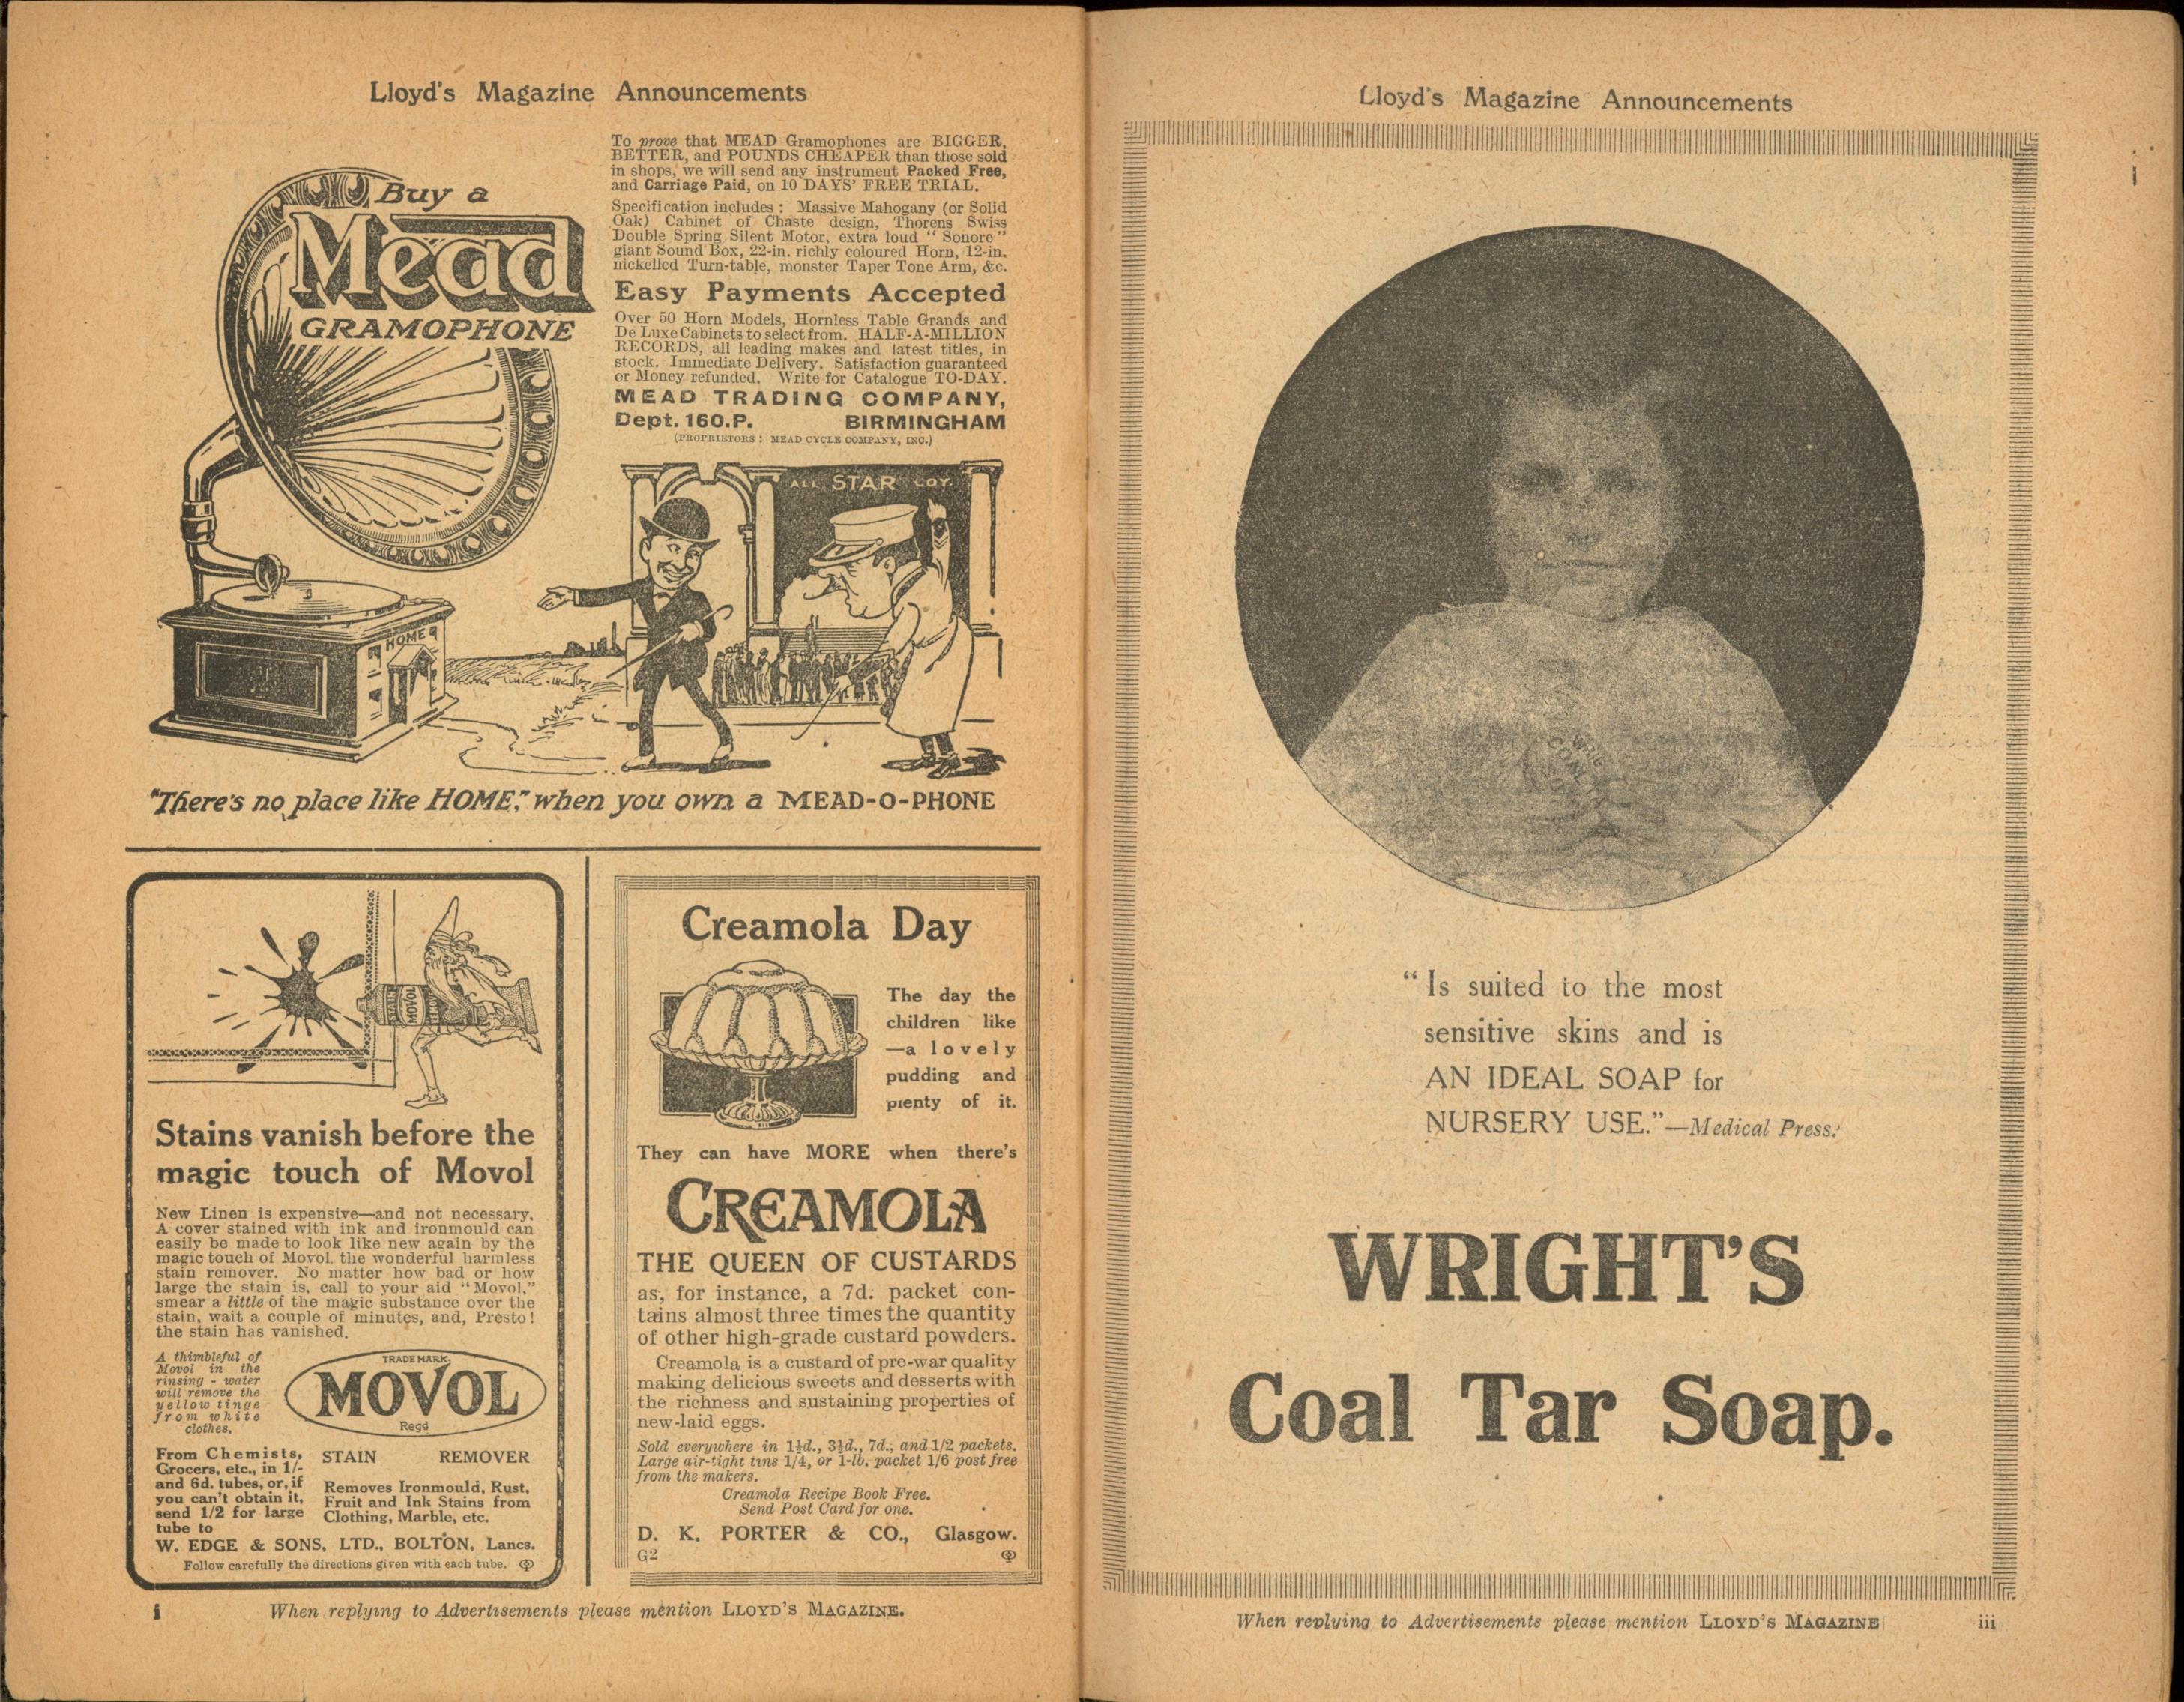 Lloyd's Magazine Announcements
Buy a
Mead
GRAMOPHONE
To prove that MEAD Gramophones are BIGGER,
BETTER, and POUNDS CHEAPER than those sold
in shops, we will send any instrument Packed Free,
and Carriage Paid, on 10 DAYS' FREE TRIAL.
Specification includes : Massive Mahogany (or Solid
Oak) Cabinet of Chaste design, Thorens Swiss
Double Spring Silent Motor, extra loud "Sonore"
giant Sound Box, 22-in. richly coloured Horn, 12-in.
nickelled Turn-table, monster Taper Tone Arm, &c.
Easy Payments Accepted
Over 50 Horn Models, Hornless Table Grands and
De Luxe Cabinets to select from. HALF-A-MILLION
RECORDS, all leading makes and latest titles, in
stock. Immediate Delivery. Satisfaction guaranteed
or Money refunded. Write for Catalogue TO-DAY.
MEAD TRADING COMPANY,
Dept. 160.P. BIRMINGHAM
(PROPRIETORS : MEAD CYCLE COMPANY, INC.)
ALL STAR COY.
HOME
"There's no place like HOME," when you own a MEAD-O-PHONE
STAIN
MOVOL
Stains vanish before the
magic touch of Movol
New Linen is expensive—and not necessary.
A cover stained with ink and ironmould can
easily be made to look like new again by the
magic touch of Movol, the wonderful harmless
stain remover. No matter how bad or how
large the stain is, call to your aid "Movol,"
smear a little of the magic substance over the
stain, wait a couple of minutes, and, Presto!
the stain has vanished.
A thimbleful of
Movol in the
rinsing - water
will remove the
yellow tinge
from white
clothes.
TRADE MARK.
MOVOL
Regd
STAIN REMOVER
From Chemists,
Grocers, etc., in 1/-
and 6d. tubes, or, if
you can't obtain it,
send 1/2 for large
tube to
Removes Ironmould, Rust,
Fruit and Ink Stains from
Clothing, Marble, etc.
W. EDGE & SONS, LTD., BOLTON, Lancs.
Follow carefully the directions given with each tube.
Creamola Day
The day the
children like
—a lovely
pudding and
plenty of it.
They can have MORE when there's
CREAMOLA
THE QUEEN OF CUSTARDS
as, for instance, a 7d. packet con-
tains almost three times the quantity
of other high-grade custard powders.
Creamola is a custard of pre-war quality
making delicious sweets and desserts with
the richness and sustaining properties of
new-laid eggs.
Sold everywhere in 1½d., 3½d., 7d., and 1/2 packets.
Large air-tight tins 1/4, or 1-lb. packet 1/6 post free
from the makers.
Creamola Recipe Book Free.
Send Post Card for one.
D. K. PORTER & CO., Glasgow.
G2
i
When replying to Advertisements please mention LLOYD'S MAGAZINE.
Lloyd's Magazine Announcements
WRIG
COAL
"Is suited to the most
sensitive skins and is
AN IDEAL SOAP for
NURSERY USE."—Medical Press.
WRIGHT'S
Coal Tar Soap.
When replying to Advertisements please mention LLOYD'S MAGAZINE
iii